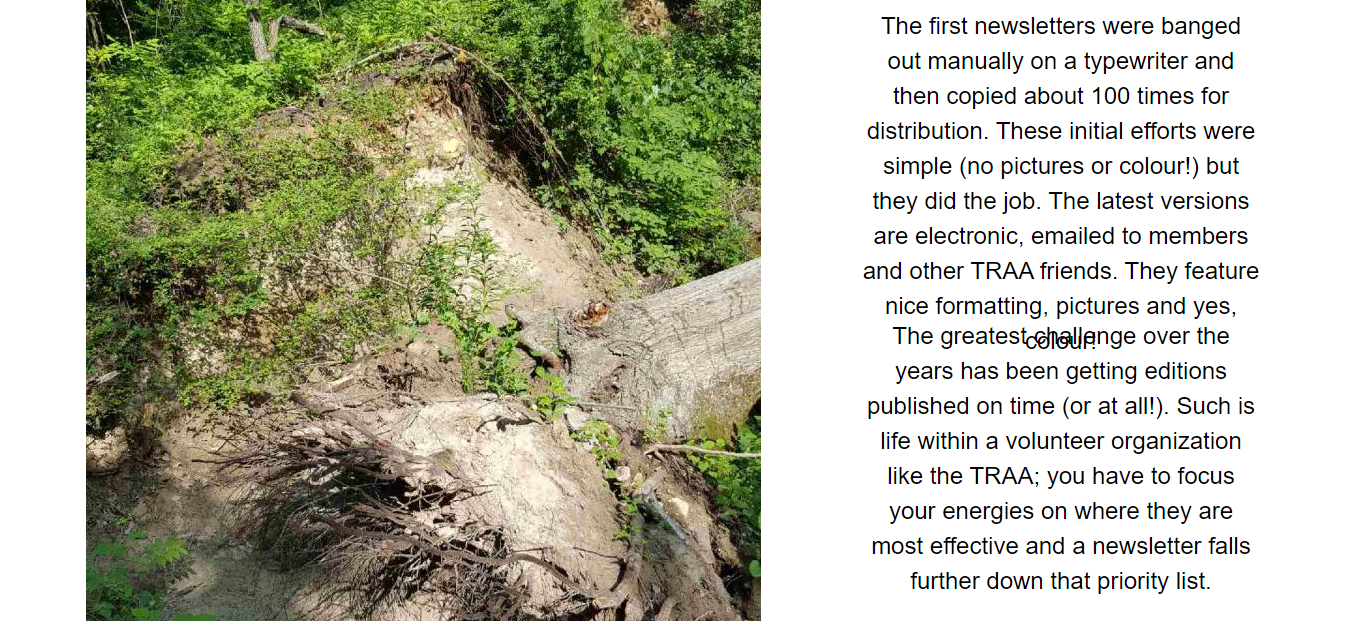 The first newsletters were banged
out manually on a typewriter and
then copied about 100 times for
distribution. These initial efforts were
simple (no pictures or colour!) but
they did the job. The latest versions
are electronic, emailed to members
and other TRAA friends. They feature
nice formatting, pictures and yes,
colour!
The greatest challenge over the
years has been getting editions
published on time (or at all!). Such is
life within a volunteer organization
like the TRAA; you have to focus
your energies on where they are
most effective and a newsletter falls
further down that priority list.